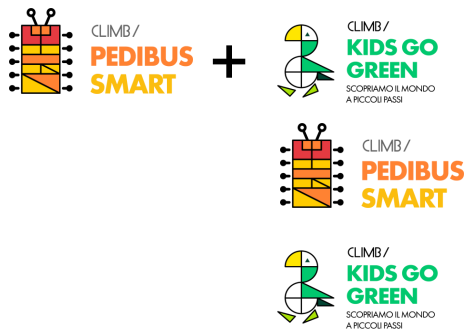 CLIMB/
PEDIBUS
SMART
+
CLIMB/
KIDS GO
GREEN
SCOPRIAMO IL MONDO
A PICCOLI PASSI
CLIMB/
PEDIBUS
SMART
CLIMB/
KIDS GO
GREEN
SCOPRIAMO IL MONDO
A PICCOLI PASSI